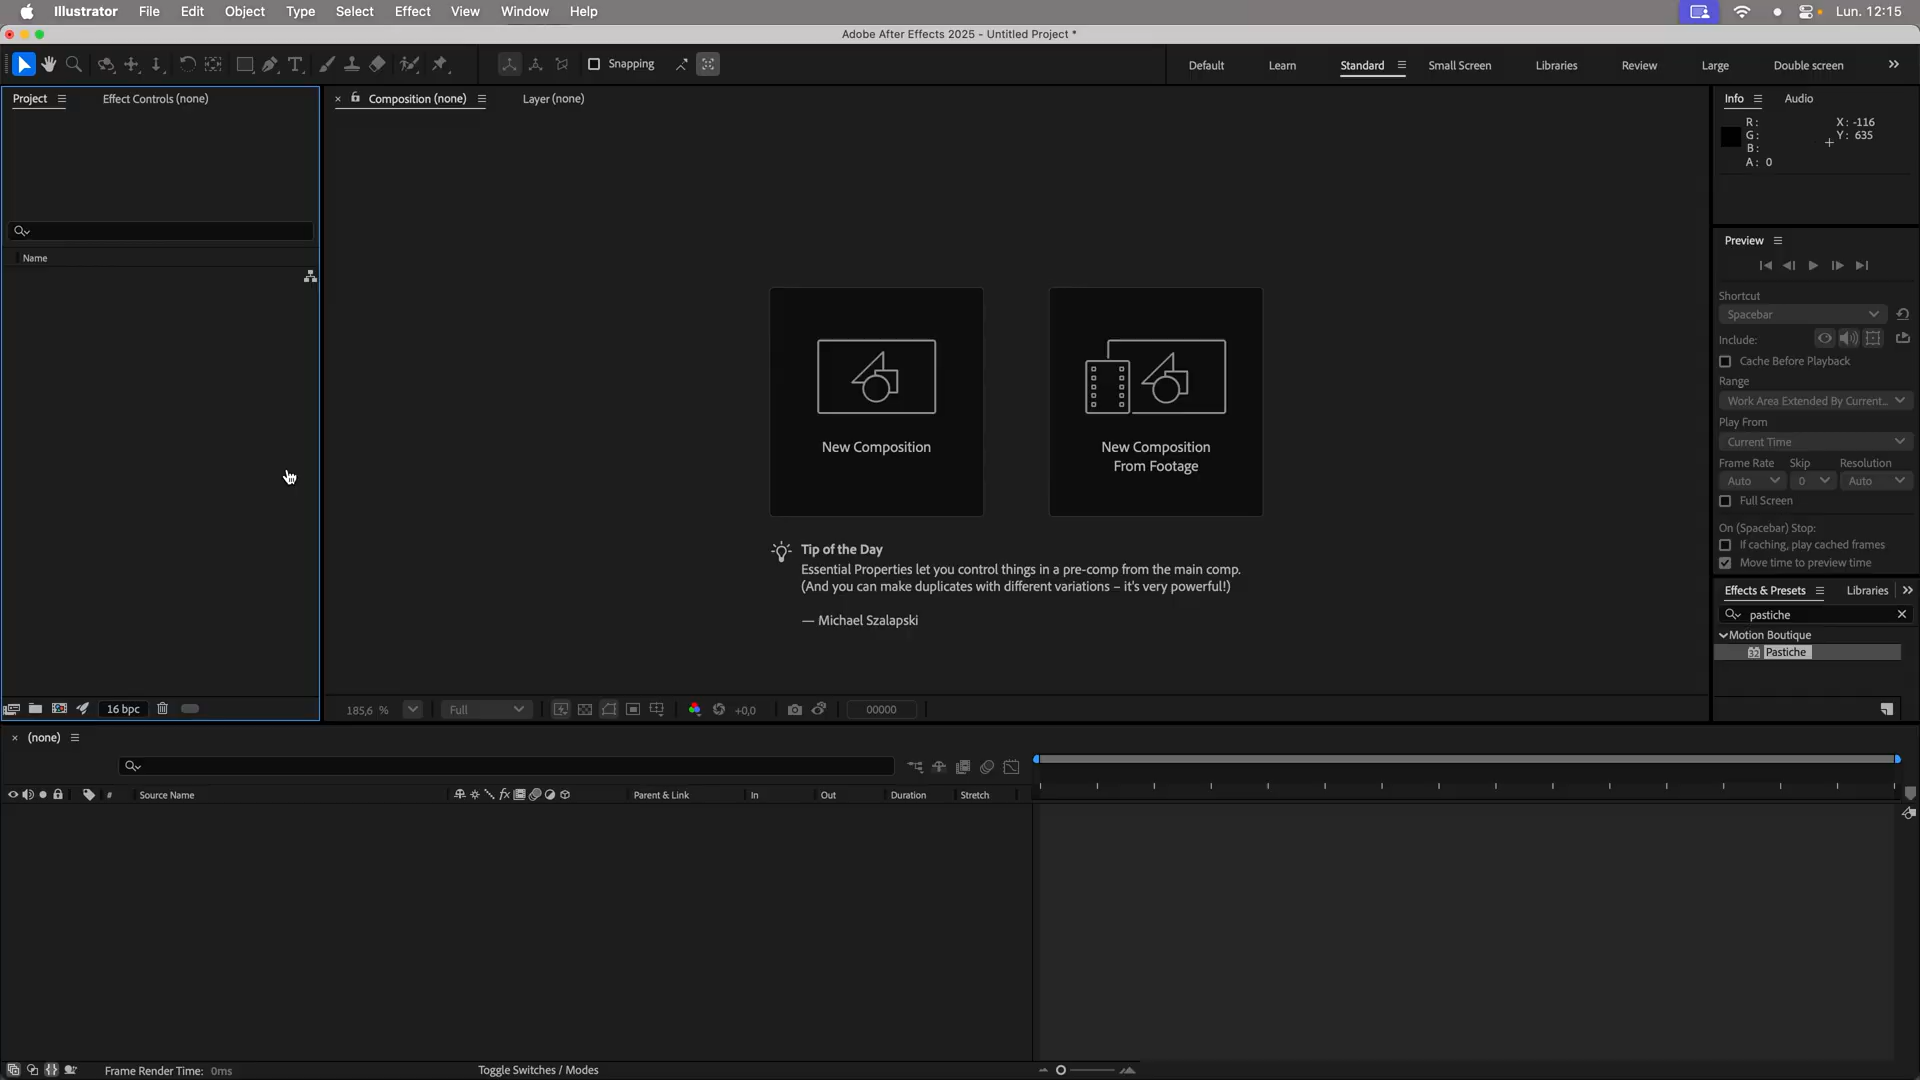 Illustrator File Edit Object Type Select Effect View Window Help Lun. 12:15
Adobe After Effects 2025 - Untitled Project *
Snapping Default Learn Standard Small Screen Libraries Review Large Double screen
Project Effect Controls (none)
Composition (none) Layer (none)
Info Audio
R: X: -116
G: Y: 635
B:
A: 0
Name
Preview
Shortcut
Spacebar
Include:
Cache Before Playback
Range
Work Area Extended By Current...
Play From
Current Time
Frame Rate Skip Resolution
Auto 0 Auto
Full Screen
On (Spacebar) Stop:
If caching, play cached frames
Move time to preview time
New Composition
New Composition
From Footage
Tip of the Day
Essential Properties let you control things in a pre-comp from the main comp.
(And you can make duplicates with different variations – it's very powerful!)
— Michael Szalapski
Effects & Presets Libraries
pastiche
Motion Boutique
32 Pastiche
16 bpc
185,6 % Full +0,0 00000
(none)
# Source Name fx Parent & Link In Out Duration Stretch
Frame Render Time: 0ms Toggle Switches / Modes